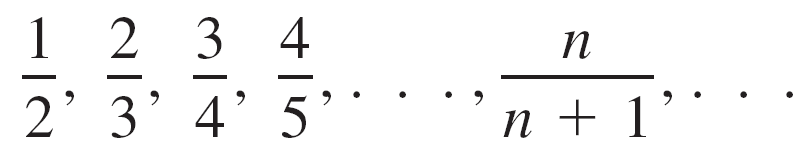 1/2, 2/3, 3/4, 4/5, . . . , n/(n + 1), . . .